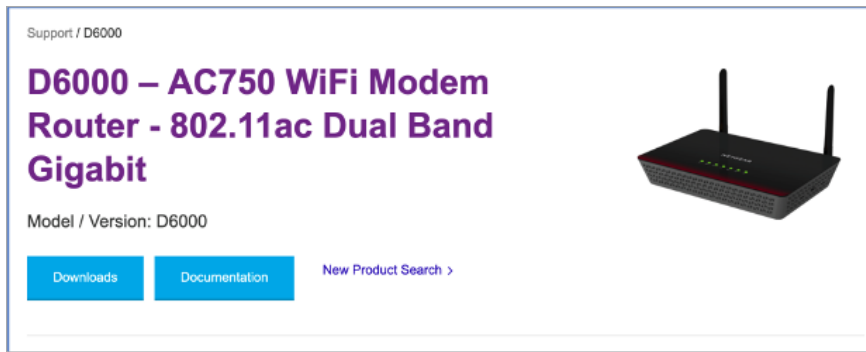 Support / D6000
D6000 – AC750 WiFi Modem
Router - 802.11ac Dual Band
Gigabit
NETGEAR
Model / Version: D6000
Downloads
Documentation
New Product Search >